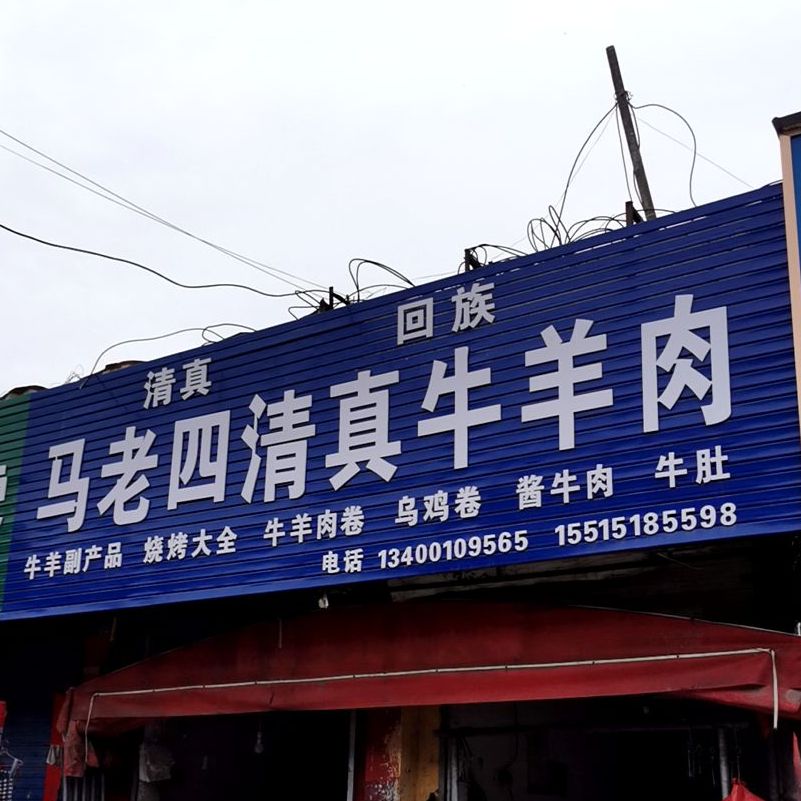 清真 回族
马老四清真牛羊肉
牛羊副产品 烧烤大全 牛羊肉卷 乌鸡卷 酱牛肉 牛肚
电话 13400109565 15515185598